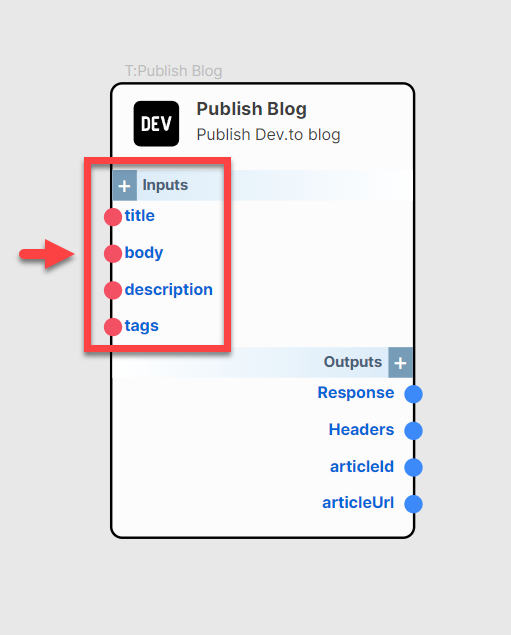 T:Publish Blog
DEV
Publish Blog
Publish Dev.to blog
+ Inputs
title
body
description
tags
Outputs +
Response
Headers
articleId
articleUrl